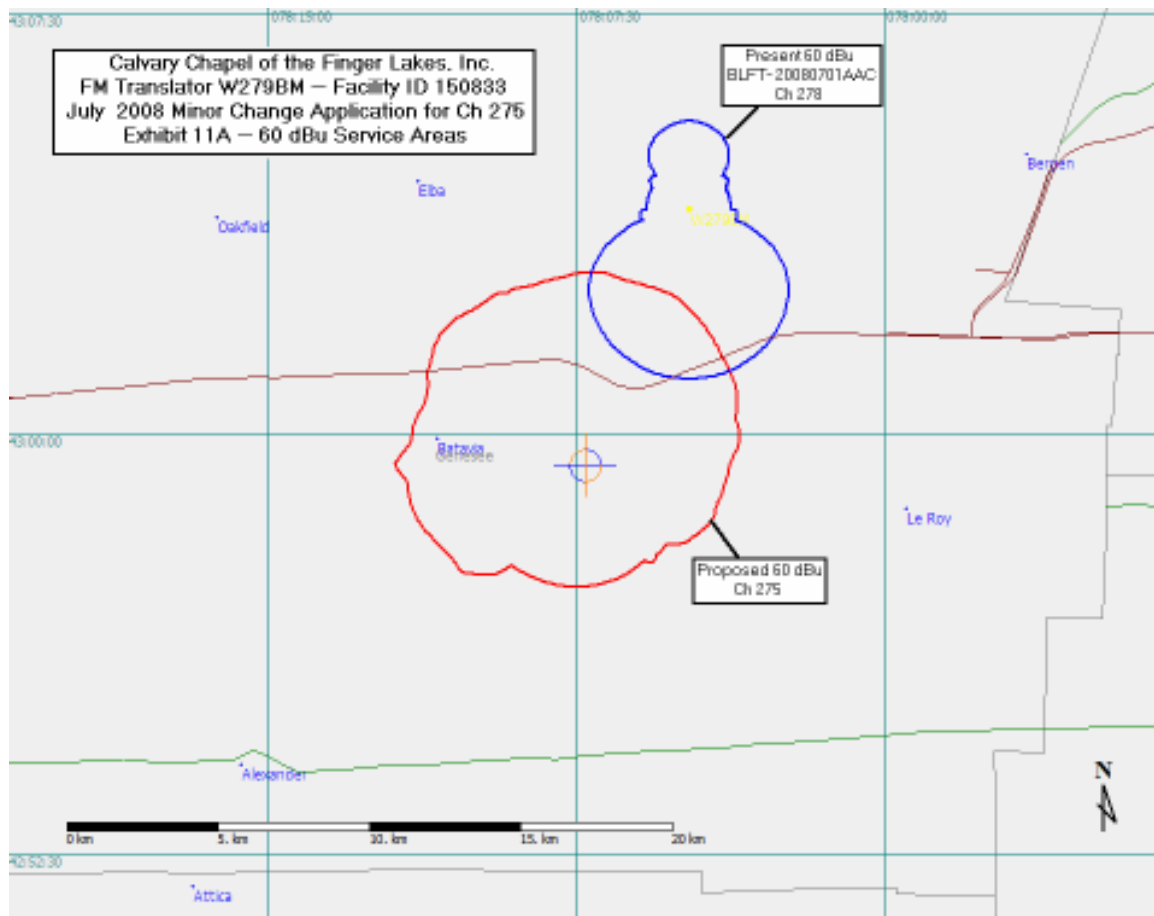 43:07:30
078:15:00
078:07:30
078:00:00
Calvary Chapel of the Finger Lakes, Inc.
FM Translator W279BM – Facility ID 150833
July 2008 Minor Change Application for Ch 275
Exhibit 11A – 60 dBu Service Areas
Present 60 dBu
BLFT-20080701AAC
Ch 278
Bergen
Elba
Oakfield
43:00:00
Batavia
Genesee
Le Roy
Proposed 60 dBu
Ch 275
Alexander
N
0 km
5. km
10. km
15. km
20 km
42:52:30
Attica